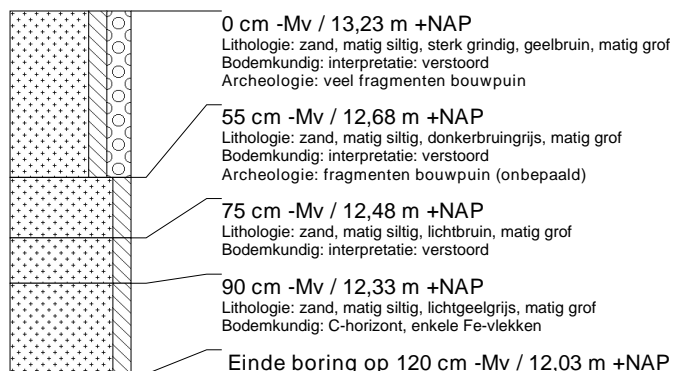 0 cm -Mv / 13,23 m +NAP
Lithologie: zand, matig siltig, sterk grindig, geelbruin, matig grof
Bodemkundig: interpretatie: verstoord
Archeologie: veel fragmenten bouwpuin
55 cm -Mv / 12,68 m +NAP
Lithologie: zand, matig siltig, donkerbruingrijs, matig grof
Bodemkundig: interpretatie: verstoord
Archeologie: fragmenten bouwpuin (onbepaald)
75 cm -Mv / 12,48 m +NAP
Lithologie: zand, matig siltig, lichtbruin, matig grof
Bodemkundig: interpretatie: verstoord
90 cm -Mv / 12,33 m +NAP
Lithologie: zand, matig siltig, lichtgeelgrijs, matig grof
Bodemkundig: C-horizont, enkele Fe-vlekken
Einde boring op 120 cm -Mv / 12,03 m +NAP